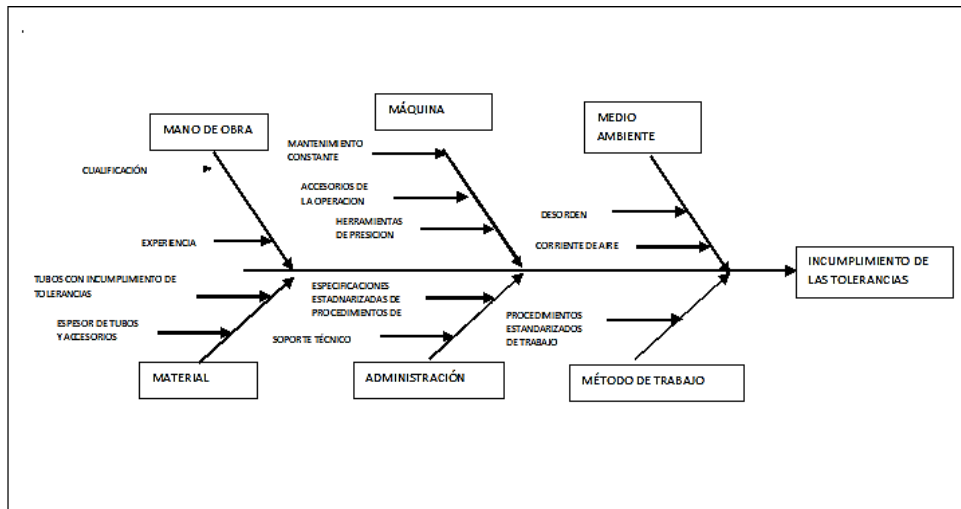 MÁQUINA
MEDIO
AMBIENTE
MANO DE OBRA
MANTENIMIENTO
CONSTANTE
CUALIFICACIÓN
ACCESORIOS DE
LA OPERACION
HERRAMIENTAS
DE PRESICION
DESORDEN
EXPERIENCIA
CORRIENTE DE AIRE
INCUMPLIMIENTO DE
LAS TOLERANCIAS
TUBOS CON INCUMPLIMIENTO DE
TOLERANCIAS
ESPECIFICACIONES
ESTADNARIZADAS DE
PROCEDIMIENTOS DE
ESPESOR DE TUBOS
Y ACCESORIOS
SOPORTE TÉCNICO
PROCEDIMIENTOS
ESTANDARIZADOS
DE TRABAJO
MATERIAL
ADMINISTRACIÓN
MÉTODO DE TRABAJO